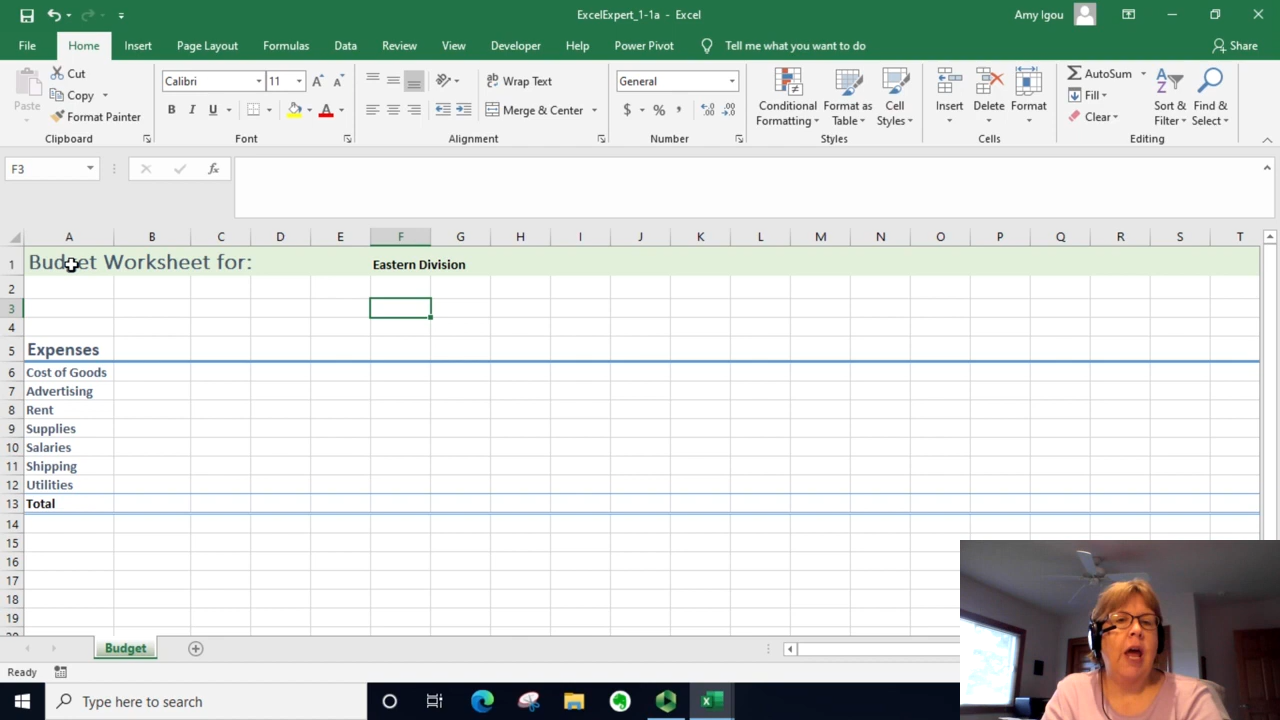 ExcelExpert_1-1a - Excel
Amy Igou
File Home Insert Page Layout Formulas Data Review View Developer Help Power Pivot Tell me what you want to do Share
Paste
Cut
Copy
Format Painter
Clipboard
Calibri 11
B I U
Font
Wrap Text
Merge & Center
Alignment
General
$ % ,
Number
Conditional Formatting
Format as Table
Cell Styles
Styles
Insert
Delete
Format
Cells
AutoSum
Fill
Clear
Sort & Filter
Find & Select
Editing
F3
fx
A B C D E F G H I J K L M N O P Q R S T
1 Budget Worksheet for: Eastern Division
2
3
4
5 Expenses
6 Cost of Goods
7 Advertising
8 Rent
9 Supplies
10 Salaries
11 Shipping
12 Utilities
13 Total
14
15
16
17
18
19
Budget
Ready
Type here to search